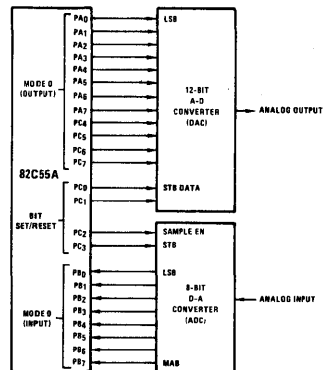 PA0
LSB
PA1
PA2
PA3
MODE 0
(OUTPUT)
PA4
PA5
PA6
PA7
PC4
PC5
PC6
PC7
12-BIT
A-D
CONVERTER
(DAC)
ANALOG OUTPUT
82C55A
BIT
SET/RESET
PC0
STB DATA
PC1
PC2
SAMPLE EN
PC3
STB
MODE 0
(INPUT)
PB0
LSB
PB1
PB2
PB3
PB4
PB5
PB6
PB7
MAB
8-BIT
D-A
CONVERTER
(ADC)
ANALOG INPUT